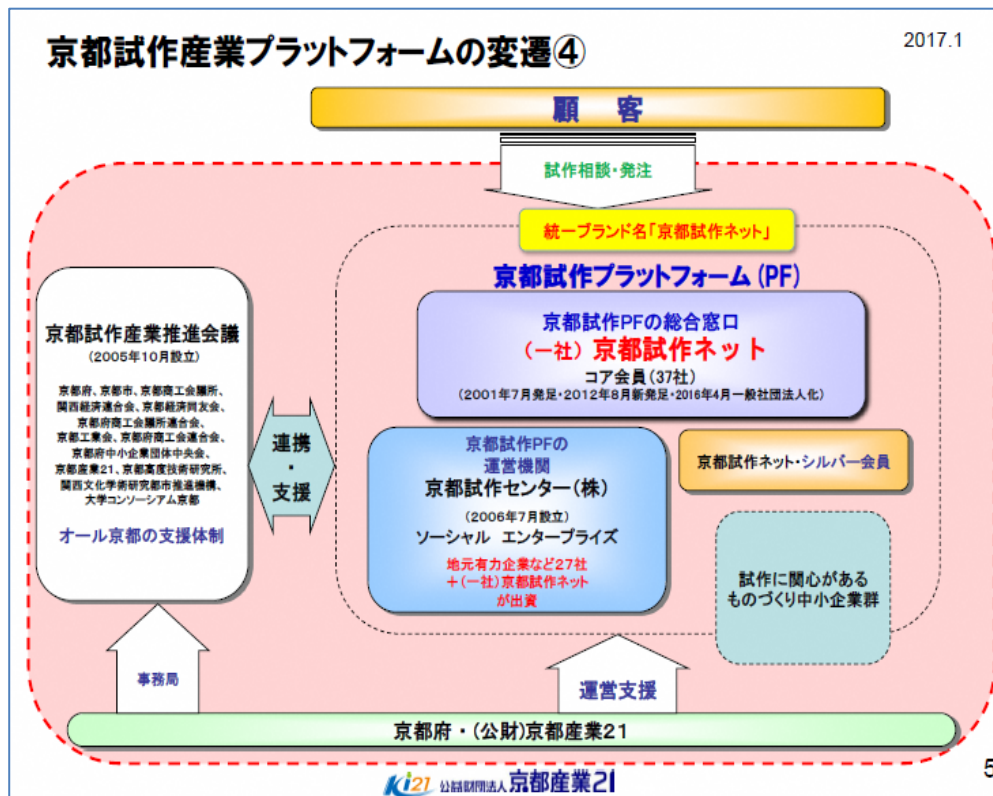 京都試作産業プラットフォームの変遷④
2017.1
顧 客
試作相談・発注
統一ブランド名「京都試作ネット」
京都試作プラットフォーム(PF)
京都試作PFの総合窓口
(一社) 京都試作ネット
コア会員(37社)
(2001年7月発足・2012年8月新発足・2016年4月一般社団法人化)
京都試作産業推進会議
(2005年10月設立)
京都府、京都市、京都商工会議所、
関西経済連合会、京都経済同友会、
京都府商工会議所連合会、
京都工業会、京都府商工会連合会、
京都府中小企業団体中央会、
京都産業21、京都高度技術研究所、
関西文化学術研究都市推進機構、
大学コンソーシアム京都
オール京都の支援体制
連携
・
支援
京都試作PFの
運営機関
京都試作センター(株)
(2006年7月設立)
ソーシャル エンタープライズ
地元有力企業など27社
+(一社)京都試作ネット
が出資
京都試作ネット・シルバー会員
試作に関心がある
ものづくり中小企業群
事務局
運営支援
京都府・(公財)京都産業21
Ki21 公益財団法人 京都産業21
5